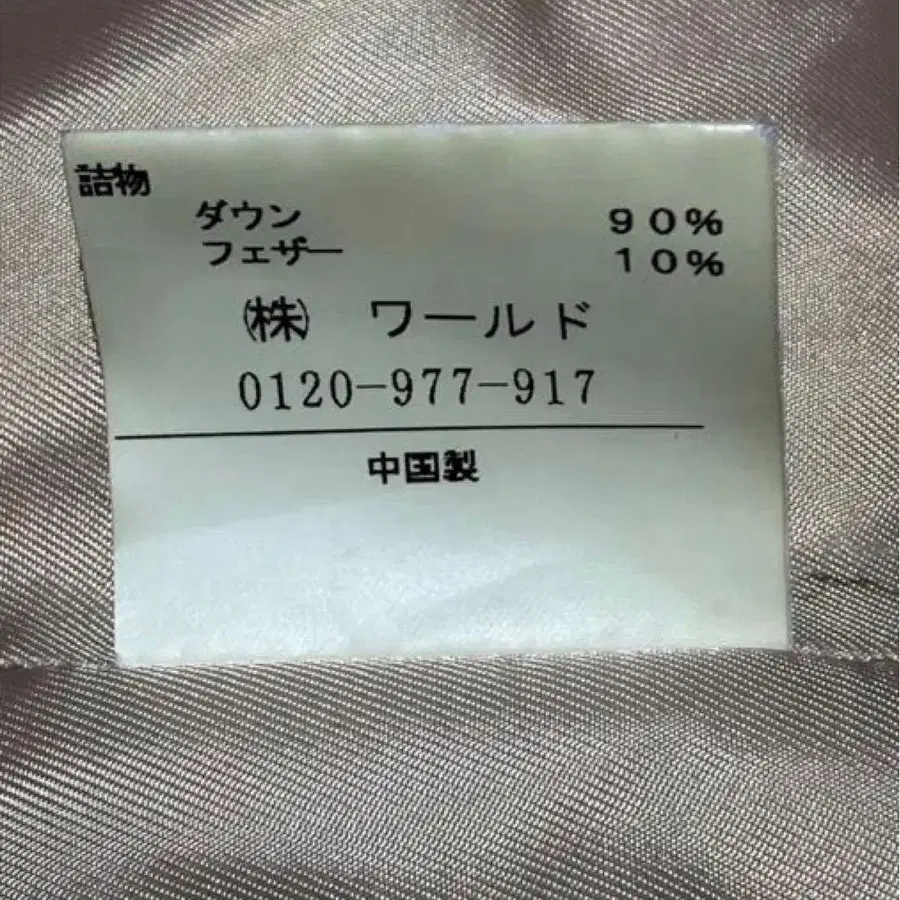 詰物
ダウン 90%
フェザー 10%
㈱ ワールド
0120-977-917
中国製